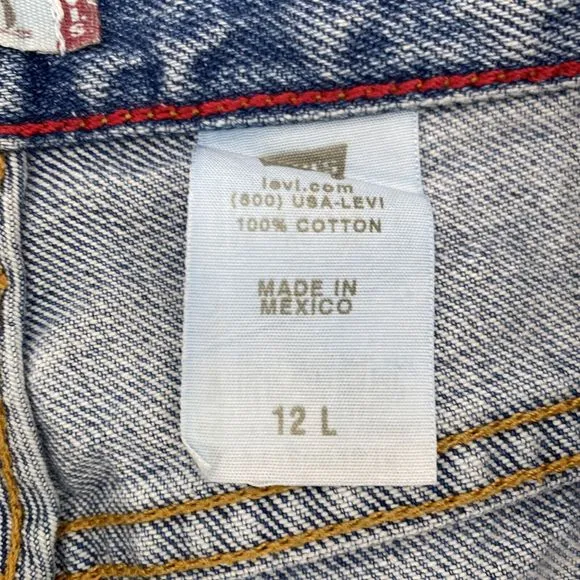 levi.com
(800) USA-LEVI
100% COTTON
MADE IN
MEXICO
12 L